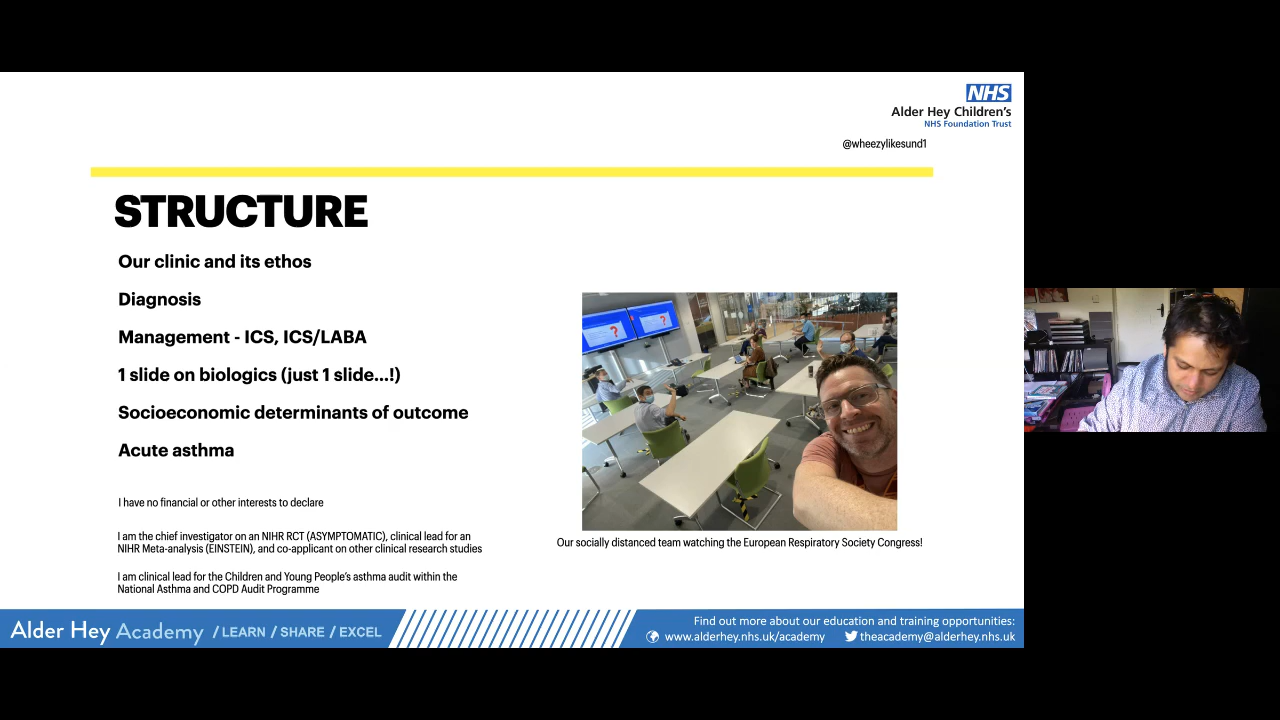 NHS
Alder Hey Children's
NHS Foundation Trust
@wheezylikesund1
STRUCTURE
Our clinic and its ethos
Diagnosis
Management - ICS, ICS/LABA
1 slide on biologics (just 1 slide...!)
Socioeconomic determinants of outcome
Acute asthma
I have no financial or other interests to declare
I am the chief investigator on an NIHR RCT (ASYMPTOMATIC), clinical lead for an
NIHR Meta-analysis (EINSTEIN), and co-applicant on other clinical research studies
I am clinical lead for the Children and Young People's asthma audit within the
National Asthma and COPD Audit Programme
? ?
Our socially distanced team watching the European Respiratory Society Congress!
Alder Hey Academy / LEARN / SHARE / EXCEL
Find out more about our education and training opportunities:
www.alderhey.nhs.uk/academy theacademy@alderhey.nhs.uk